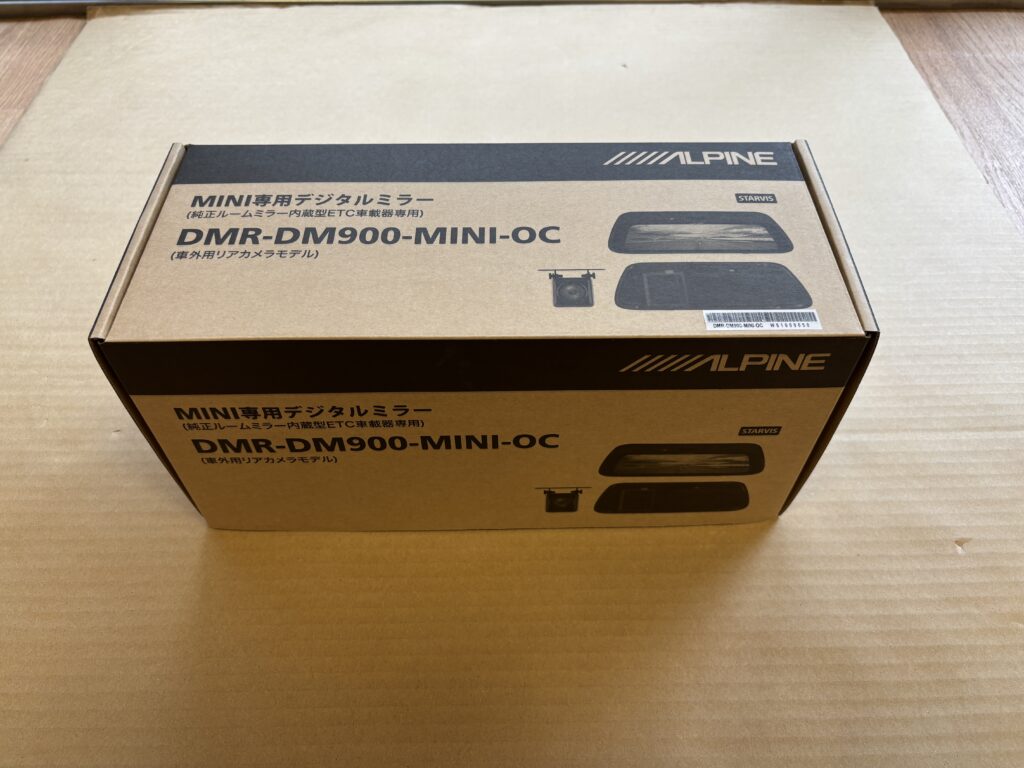 ALPINE
MINI専用デジタルミラー
(純正ルームミラー内蔵型ETC車載器専用)
STARVIS
DMR-DM900-MINI-OC
(車外用リアカメラモデル)
DMR-DM900-MINI-OC
ALPINE
MINI専用デジタルミラー
(純正ルームミラー内蔵型ETC車載器専用)
STARVIS
DMR-DM900-MINI-OC
(車外用リアカメラモデル)